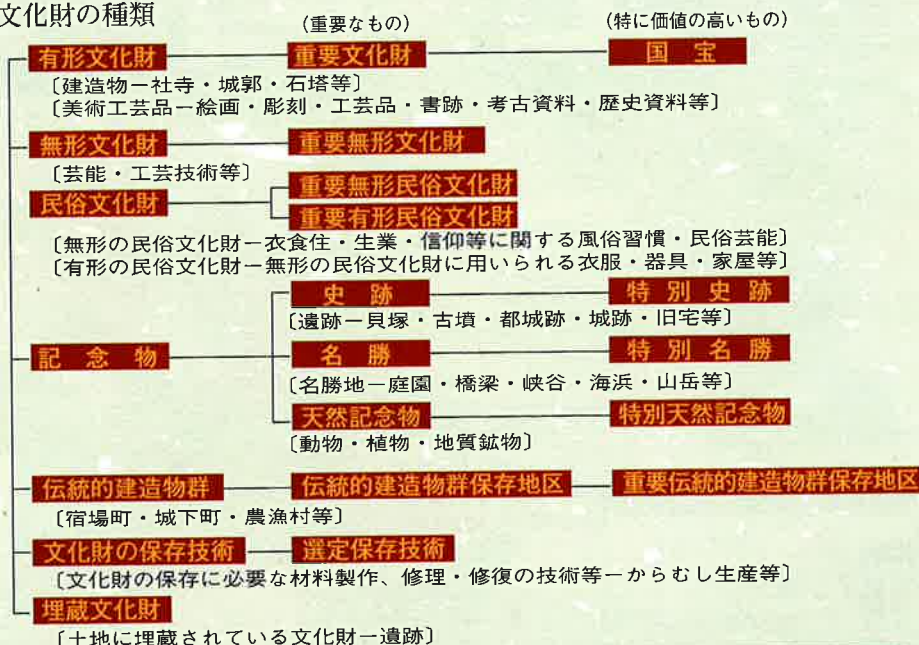 文化財の種類
(重要なもの) (特に価値の高いもの)
有形文化財 重要文化財 国宝
〔建造物ー社寺・城郭・石塔等〕
〔美術工芸品ー絵画・彫刻・工芸品・書跡・考古資料・歴史資料等〕
無形文化財 重要無形文化財
〔芸能・工芸技術等〕
重要無形民俗文化財
民俗文化財
重要有形民俗文化財
〔無形の民俗文化財ー衣食住・生業・信仰等に関する風俗習慣・民俗芸能〕
〔有形の民俗文化財ー無形の民俗文化財に用いられる衣服・器具・家屋等〕
史跡 特別史跡
〔遺跡ー貝塚・古墳・都城跡・城跡・旧宅等〕
記念物 名勝 特別名勝
〔名勝地ー庭園・橋梁・峡谷・海浜・山岳等〕
天然記念物 特別天然記念物
〔動物・植物・地質鉱物〕
伝統的建造物群 伝統的建造物群保存地区 重要伝統的建造物群保存地区
〔宿場町・城下町・農漁村等〕
文化財の保存技術 選定保存技術
〔文化財の保存に必要な材料製作、修理・修復の技術等ーからむし生産等〕
埋蔵文化財
〔土地に埋蔵されている文化財ー遺跡〕